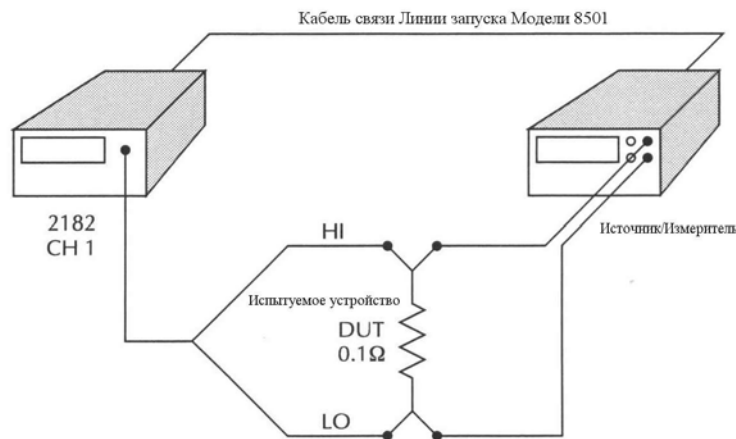 Кабель связи Линии запуска Модели 8501
2182
CH 1
HI
Источник/Измеритель
Испытуемое устройство
DUT
0.1Ω
LO